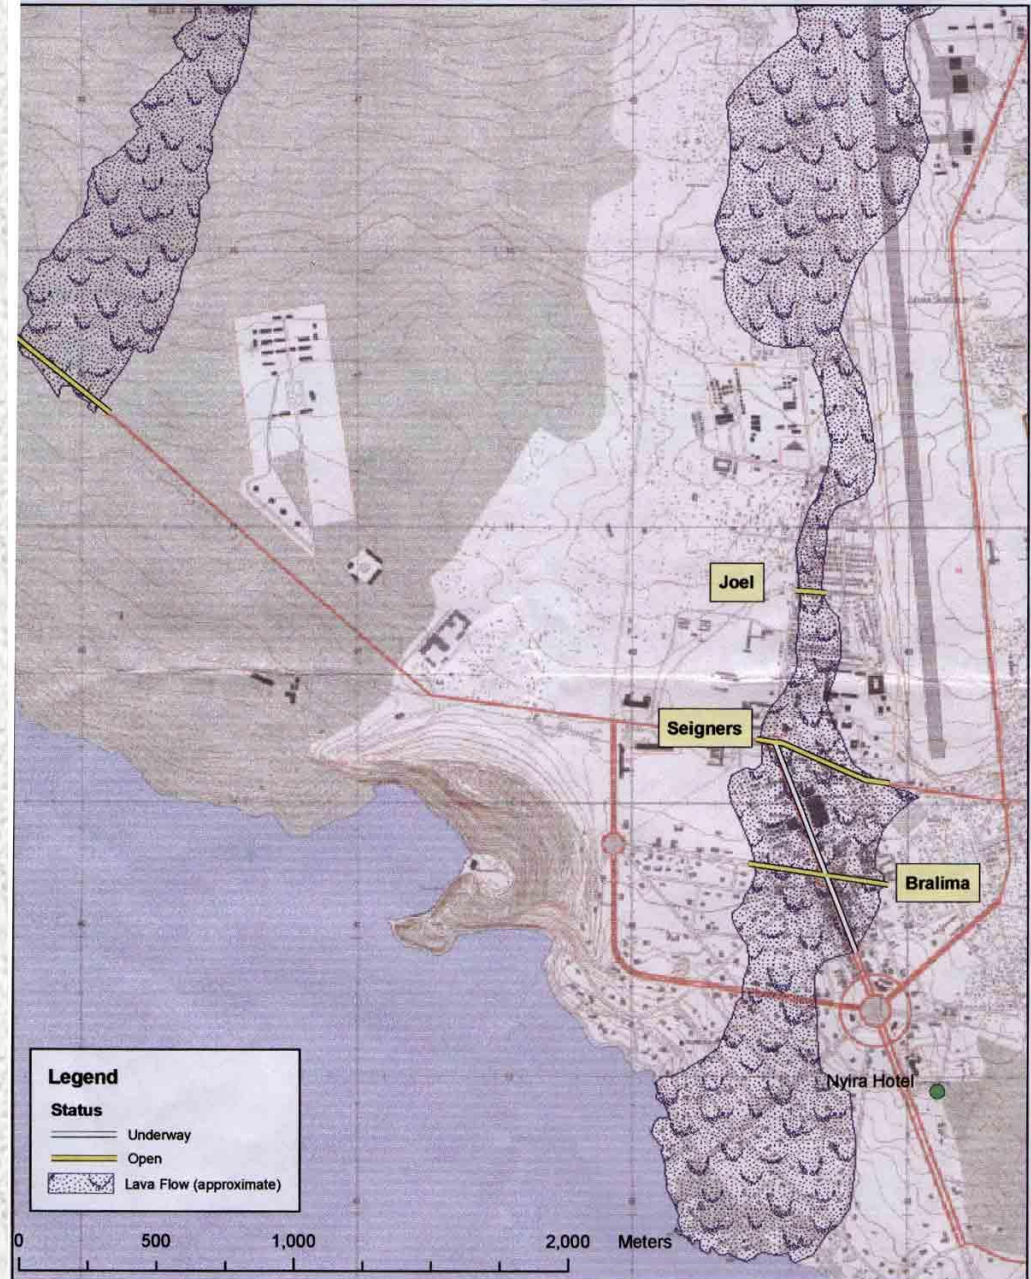 Joel
Seigners
Bralima
Nyira Hotel
Legend
Status
Underway
Open
Lava Flow (approximate)
0 500 1,000 2,000 Meters